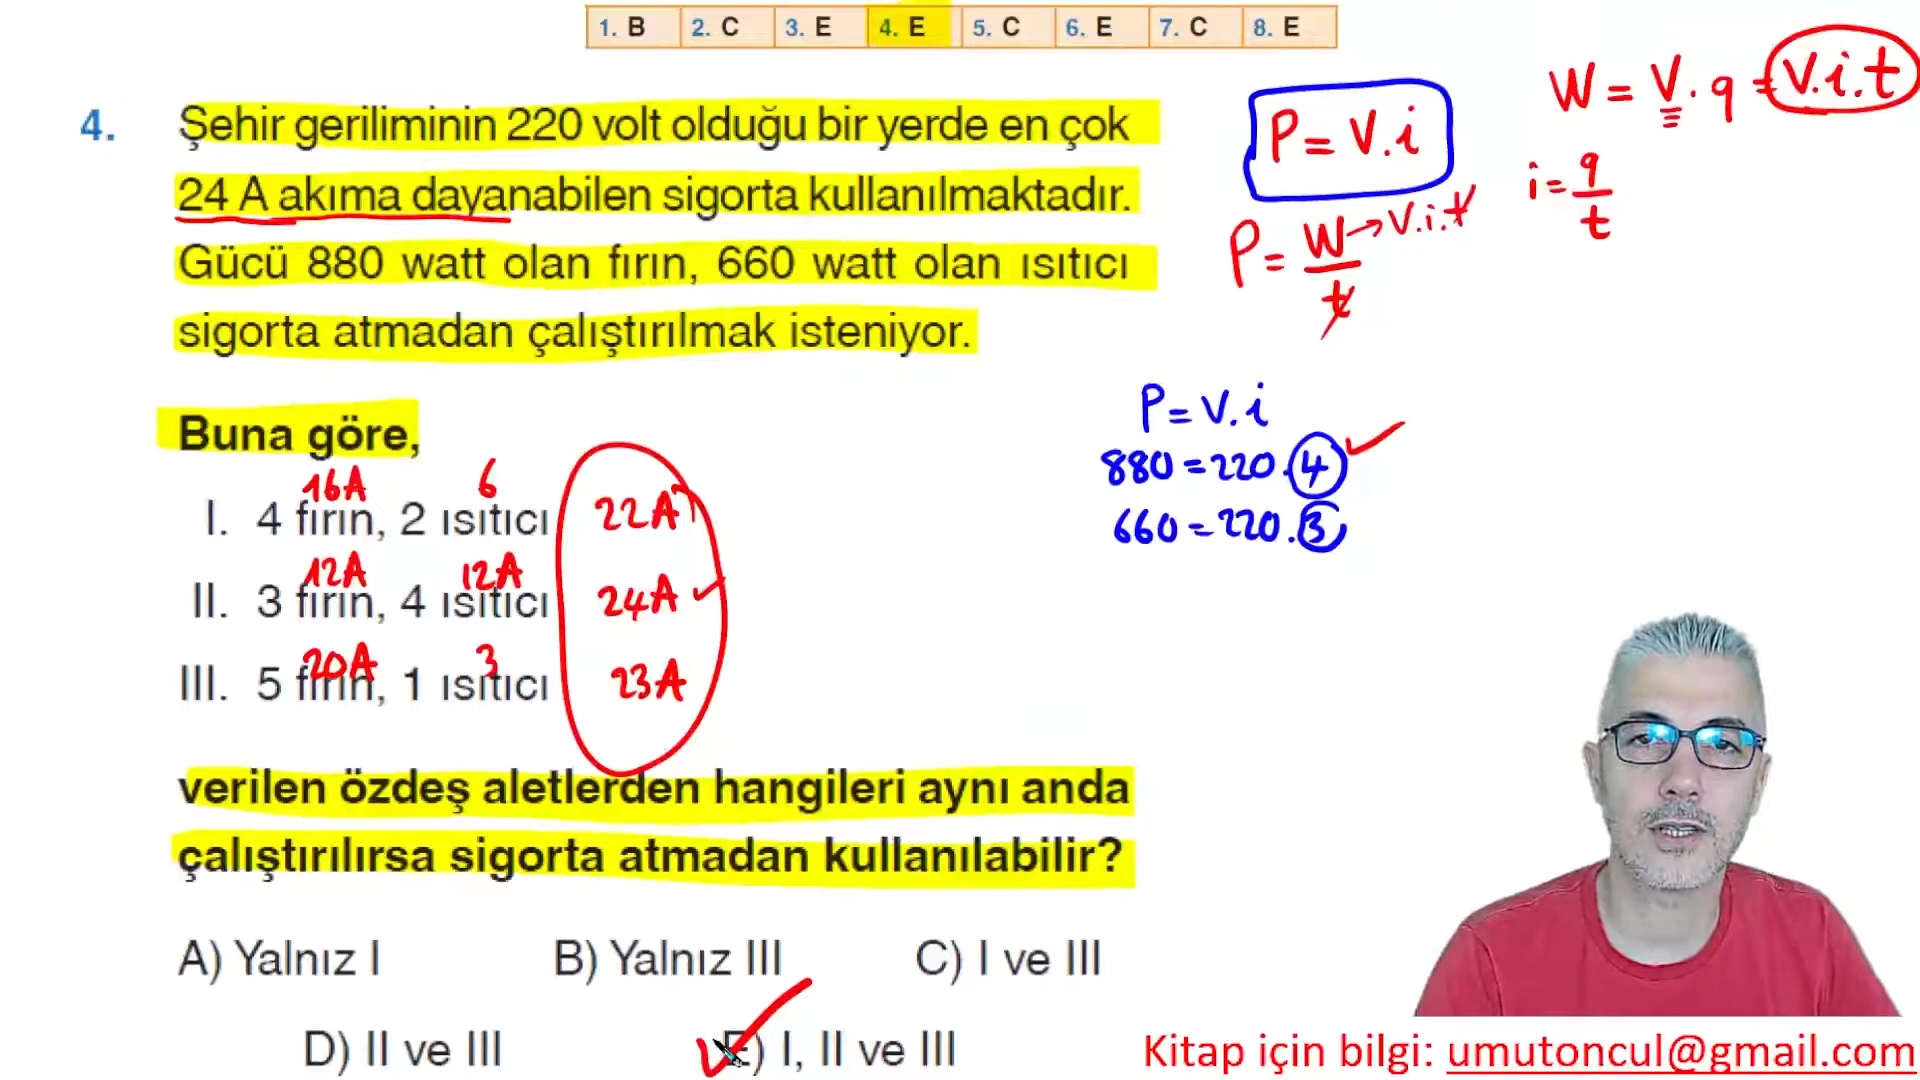 1. B 2. C 3. E 4. E 5. C 6. E 7. C 8. E
4. Şehir geriliminin 220 volt olduğu bir yerde en çok
24 A akıma dayanabilen sigorta kullanılmaktadır.
Gücü 880 watt olan fırın, 660 watt olan ısıtıcı
sigorta atmadan çalıştırılmak isteniyor.
Buna göre,
16A 6
I. 4 fırın, 2 ısıtıcı 22A
12A 12A
II. 3 fırın, 4 ısıtıcı 24A
20A 3
III. 5 fırın, 1 ısıtıcı 23A
verilen özdeş aletlerden hangileri aynı anda
çalıştırılırsa sigorta atmadan kullanılabilir?
A) Yalnız I B) Yalnız III C) I ve III
D) II ve III E) I, II ve III
W = V.q = V.i.t
P = V.i
i = q/t
P = W/t → V.i.t
P = V.i
880 = 220.4
660 = 220.3
Kitap için bilgi: umutoncul@gmail.com